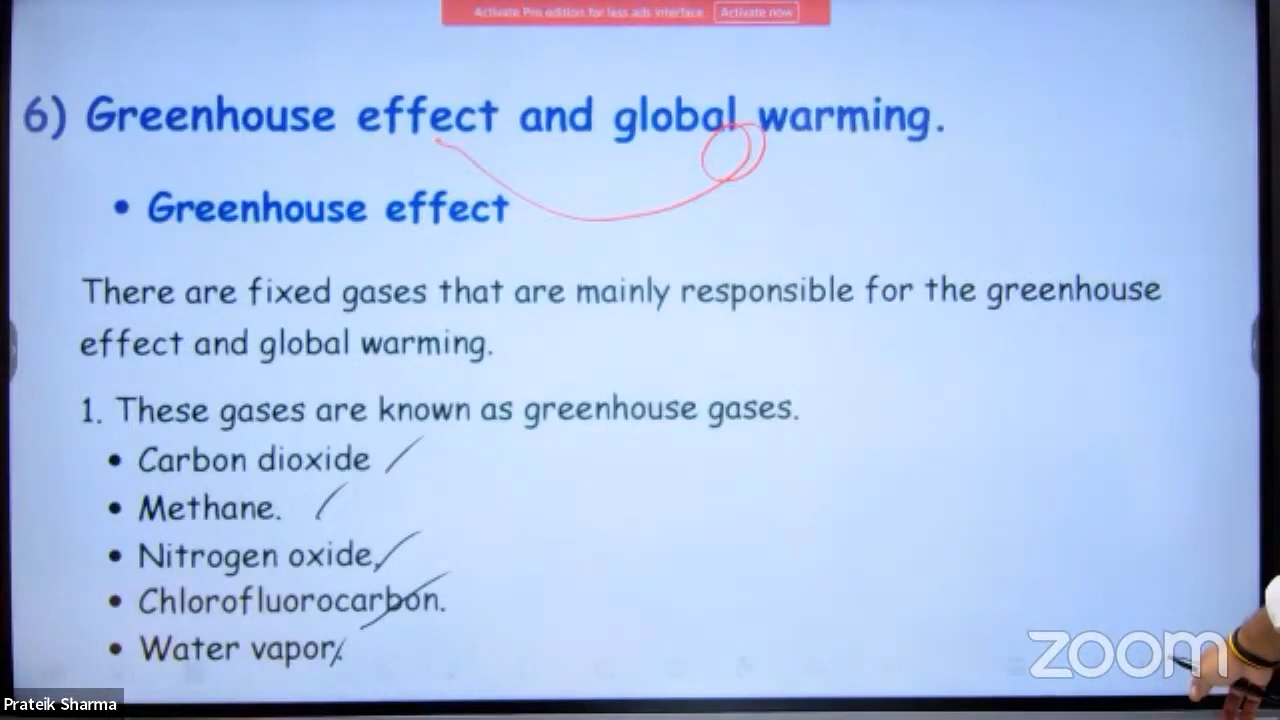 Activate Pro edition for less ads interface Activate now
6) Greenhouse effect and global warming.
• Greenhouse effect
There are fixed gases that are mainly responsible for the greenhouse
effect and global warming.
1. These gases are known as greenhouse gases.
• Carbon dioxide
• Methane.
• Nitrogen oxide,
• Chlorofluorocarbon.
• Water vapor
zoom
Prateik Sharma